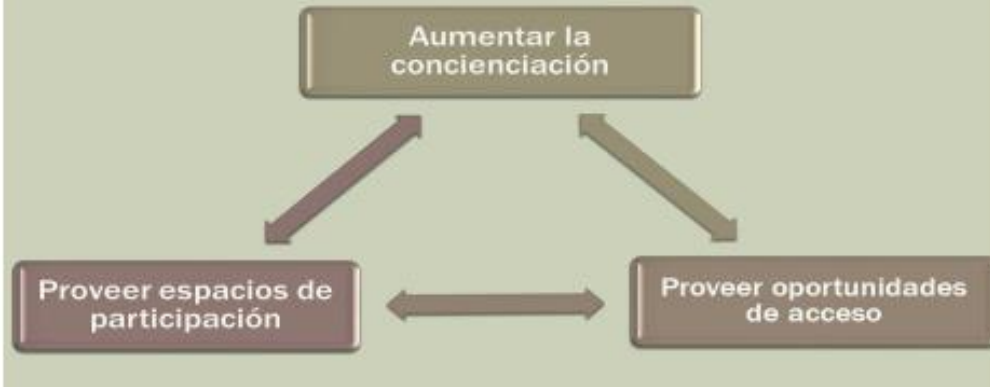 Aumentar la
concienciación
Proveer espacios de
participación
Proveer oportunidades
de acceso